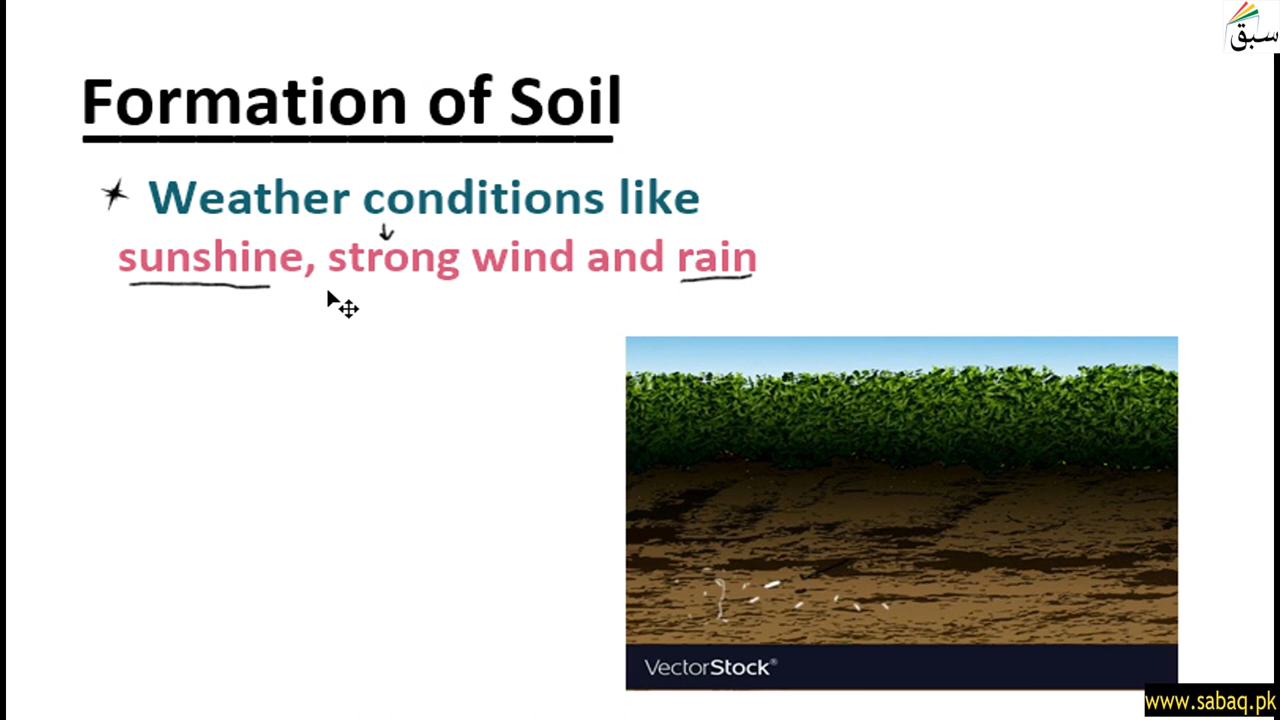 سبق
Formation of Soil
Weather conditions like
sunshine, strong wind and rain
VectorStock®
www.sabaq.pk